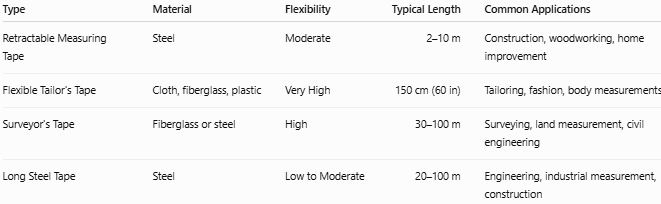 Type Material Flexibility Typical Length Common Applications
Retractable Measuring Steel Moderate 2–10 m Construction, woodworking, home
Tape improvement
Flexible Tailor's Tape Cloth, fiberglass, plastic Very High 150 cm (60 in) Tailoring, fashion, body measurements
Surveyor's Tape Fiberglass or steel High 30–100 m Surveying, land measurement, civil
engineering
Long Steel Tape Steel Low to Moderate 20–100 m Engineering, industrial measurement,
construction